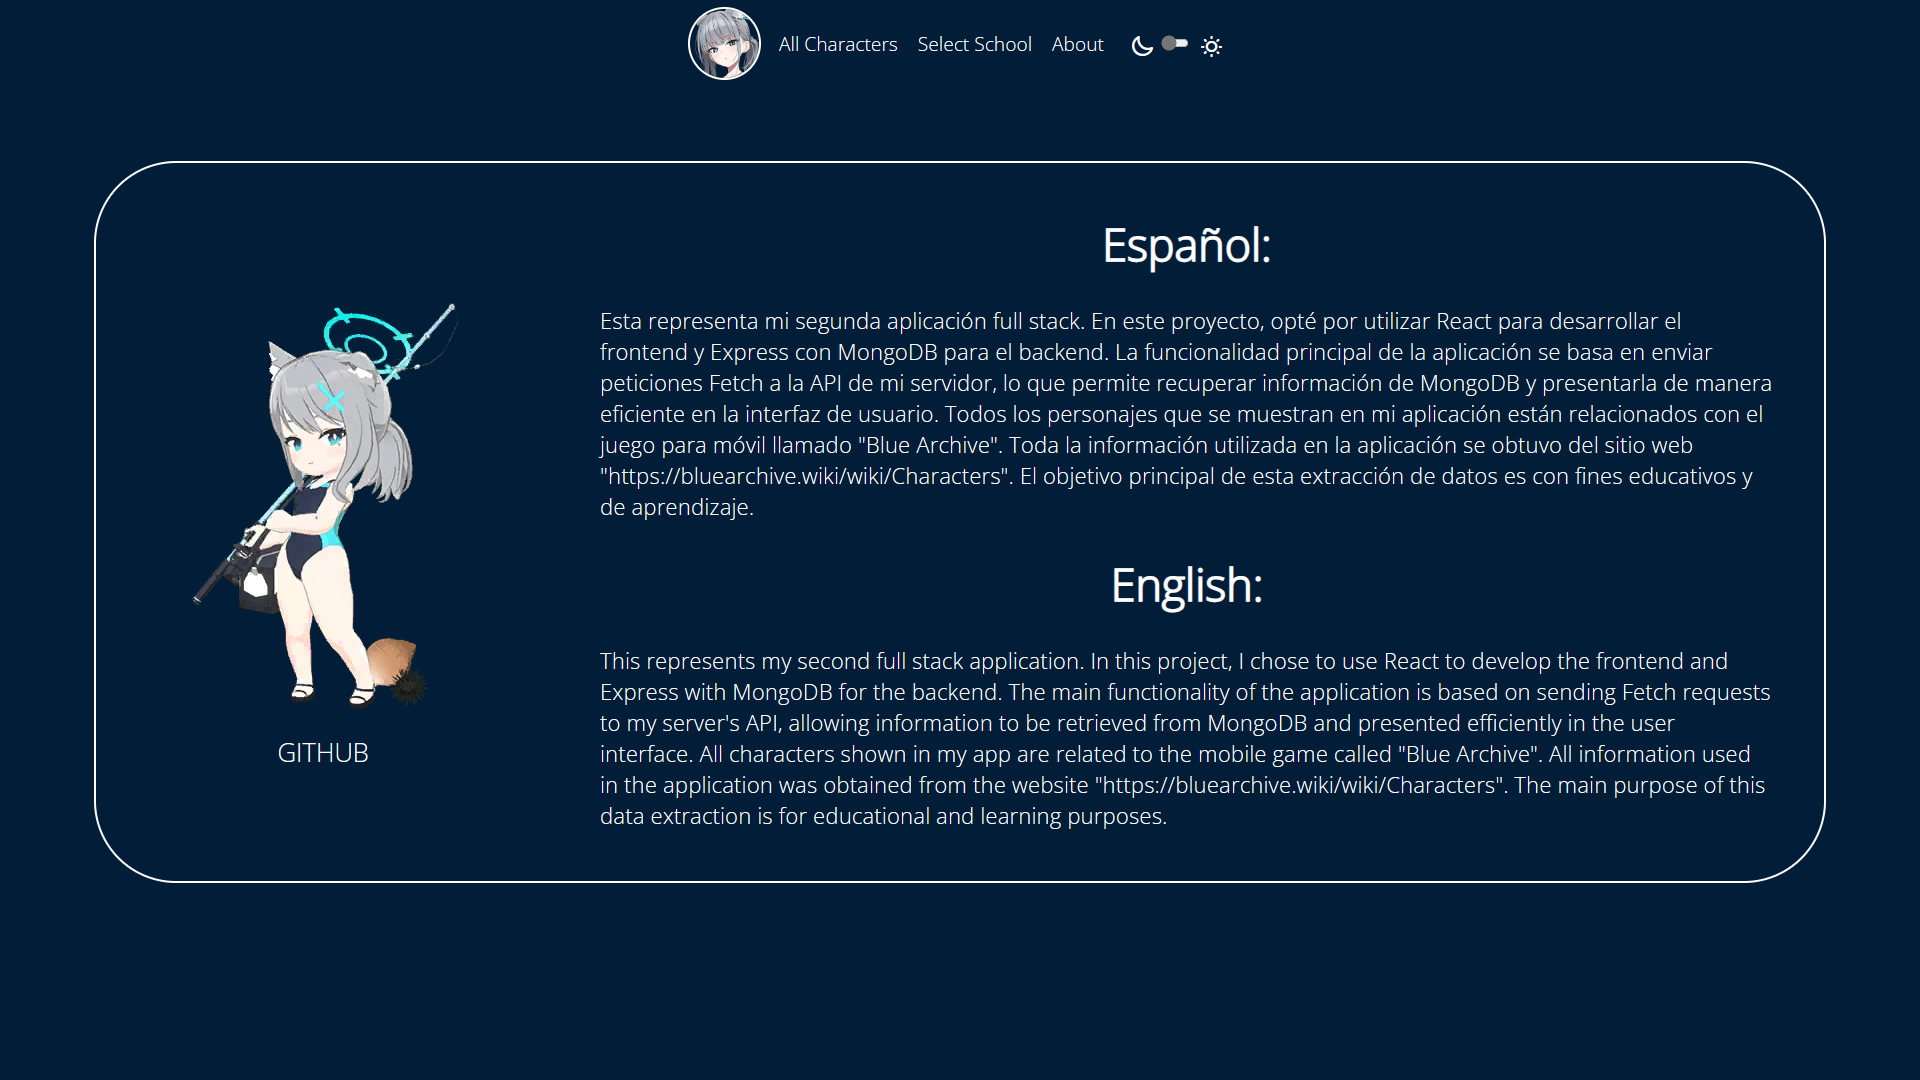 All Characters
Select School
About
Español:
Esta representa mi segunda aplicación full stack. En este proyecto, opté por utilizar React para desarrollar el
frontend y Express con MongoDB para el backend. La funcionalidad principal de la aplicación se basa en enviar
peticiones Fetch a la API de mi servidor, lo que permite recuperar información de MongoDB y presentarla de manera
eficiente en la interfaz de usuario. Todos los personajes que se muestran en mi aplicación están relacionados con el
juego para móvil llamado "Blue Archive". Toda la información utilizada en la aplicación se obtuvo del sitio web
"https://bluearchive.wiki/wiki/Characters". El objetivo principal de esta extracción de datos es con fines educativos y
de aprendizaje.
English:
This represents my second full stack application. In this project, I chose to use React to develop the frontend and
Express with MongoDB for the backend. The main functionality of the application is based on sending Fetch requests
to my server's API, allowing information to be retrieved from MongoDB and presented efficiently in the user
interface. All characters shown in my app are related to the mobile game called "Blue Archive". All information used
in the application was obtained from the website "https://bluearchive.wiki/wiki/Characters". The main purpose of this
data extraction is for educational and learning purposes.
GITHUB